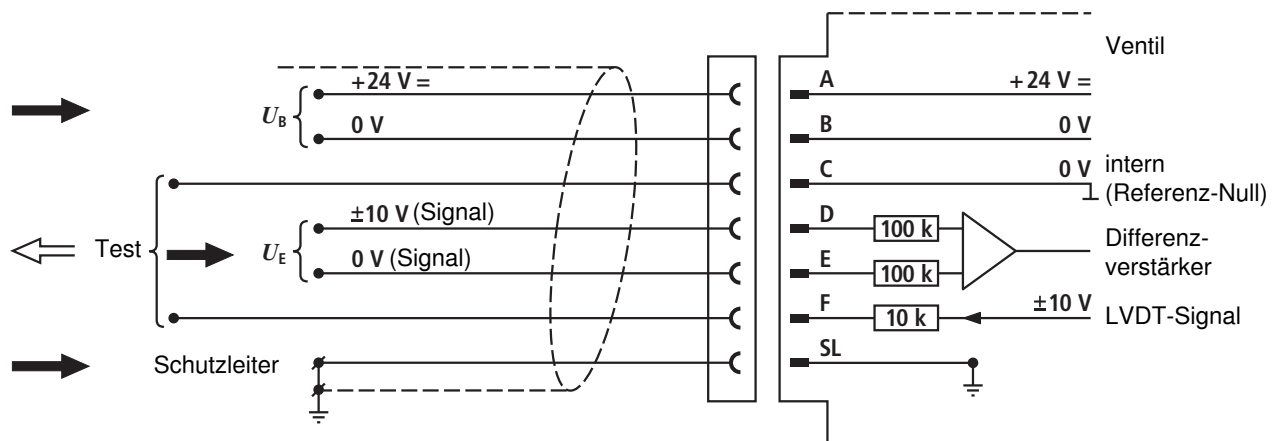 Ventil
+24 V = A +24 V =
U_B
0 V B 0 V
C 0 V intern
(Referenz-Null)
±10 V (Signal) D 100 k
Test U_E Differenz-
verstärker
0 V (Signal) E 100 k
F 10 k ±10 V LVDT-Signal
Schutzleiter SL